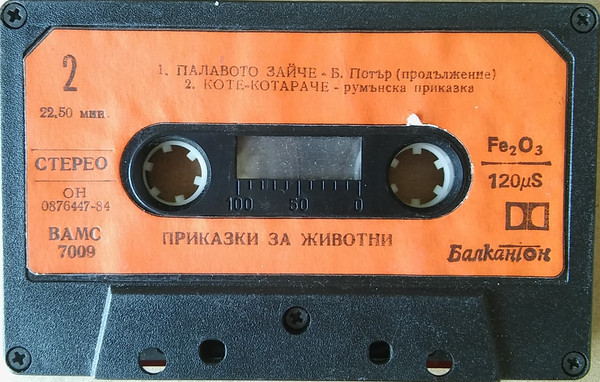 2
1. ПАЛАВОТО ЗАЙЧЕ - Б. Потър (продължение)
2. КОТЕ-КОТАРАЧЕ - румънска приказка
22,50 мин.
СТЕРЕО
ОН
0876447-84
ВАМС
7009
100 50 0
Fe2O3
120μS
ПРИКАЗКИ ЗА ЖИВОТНИ
Балкантон